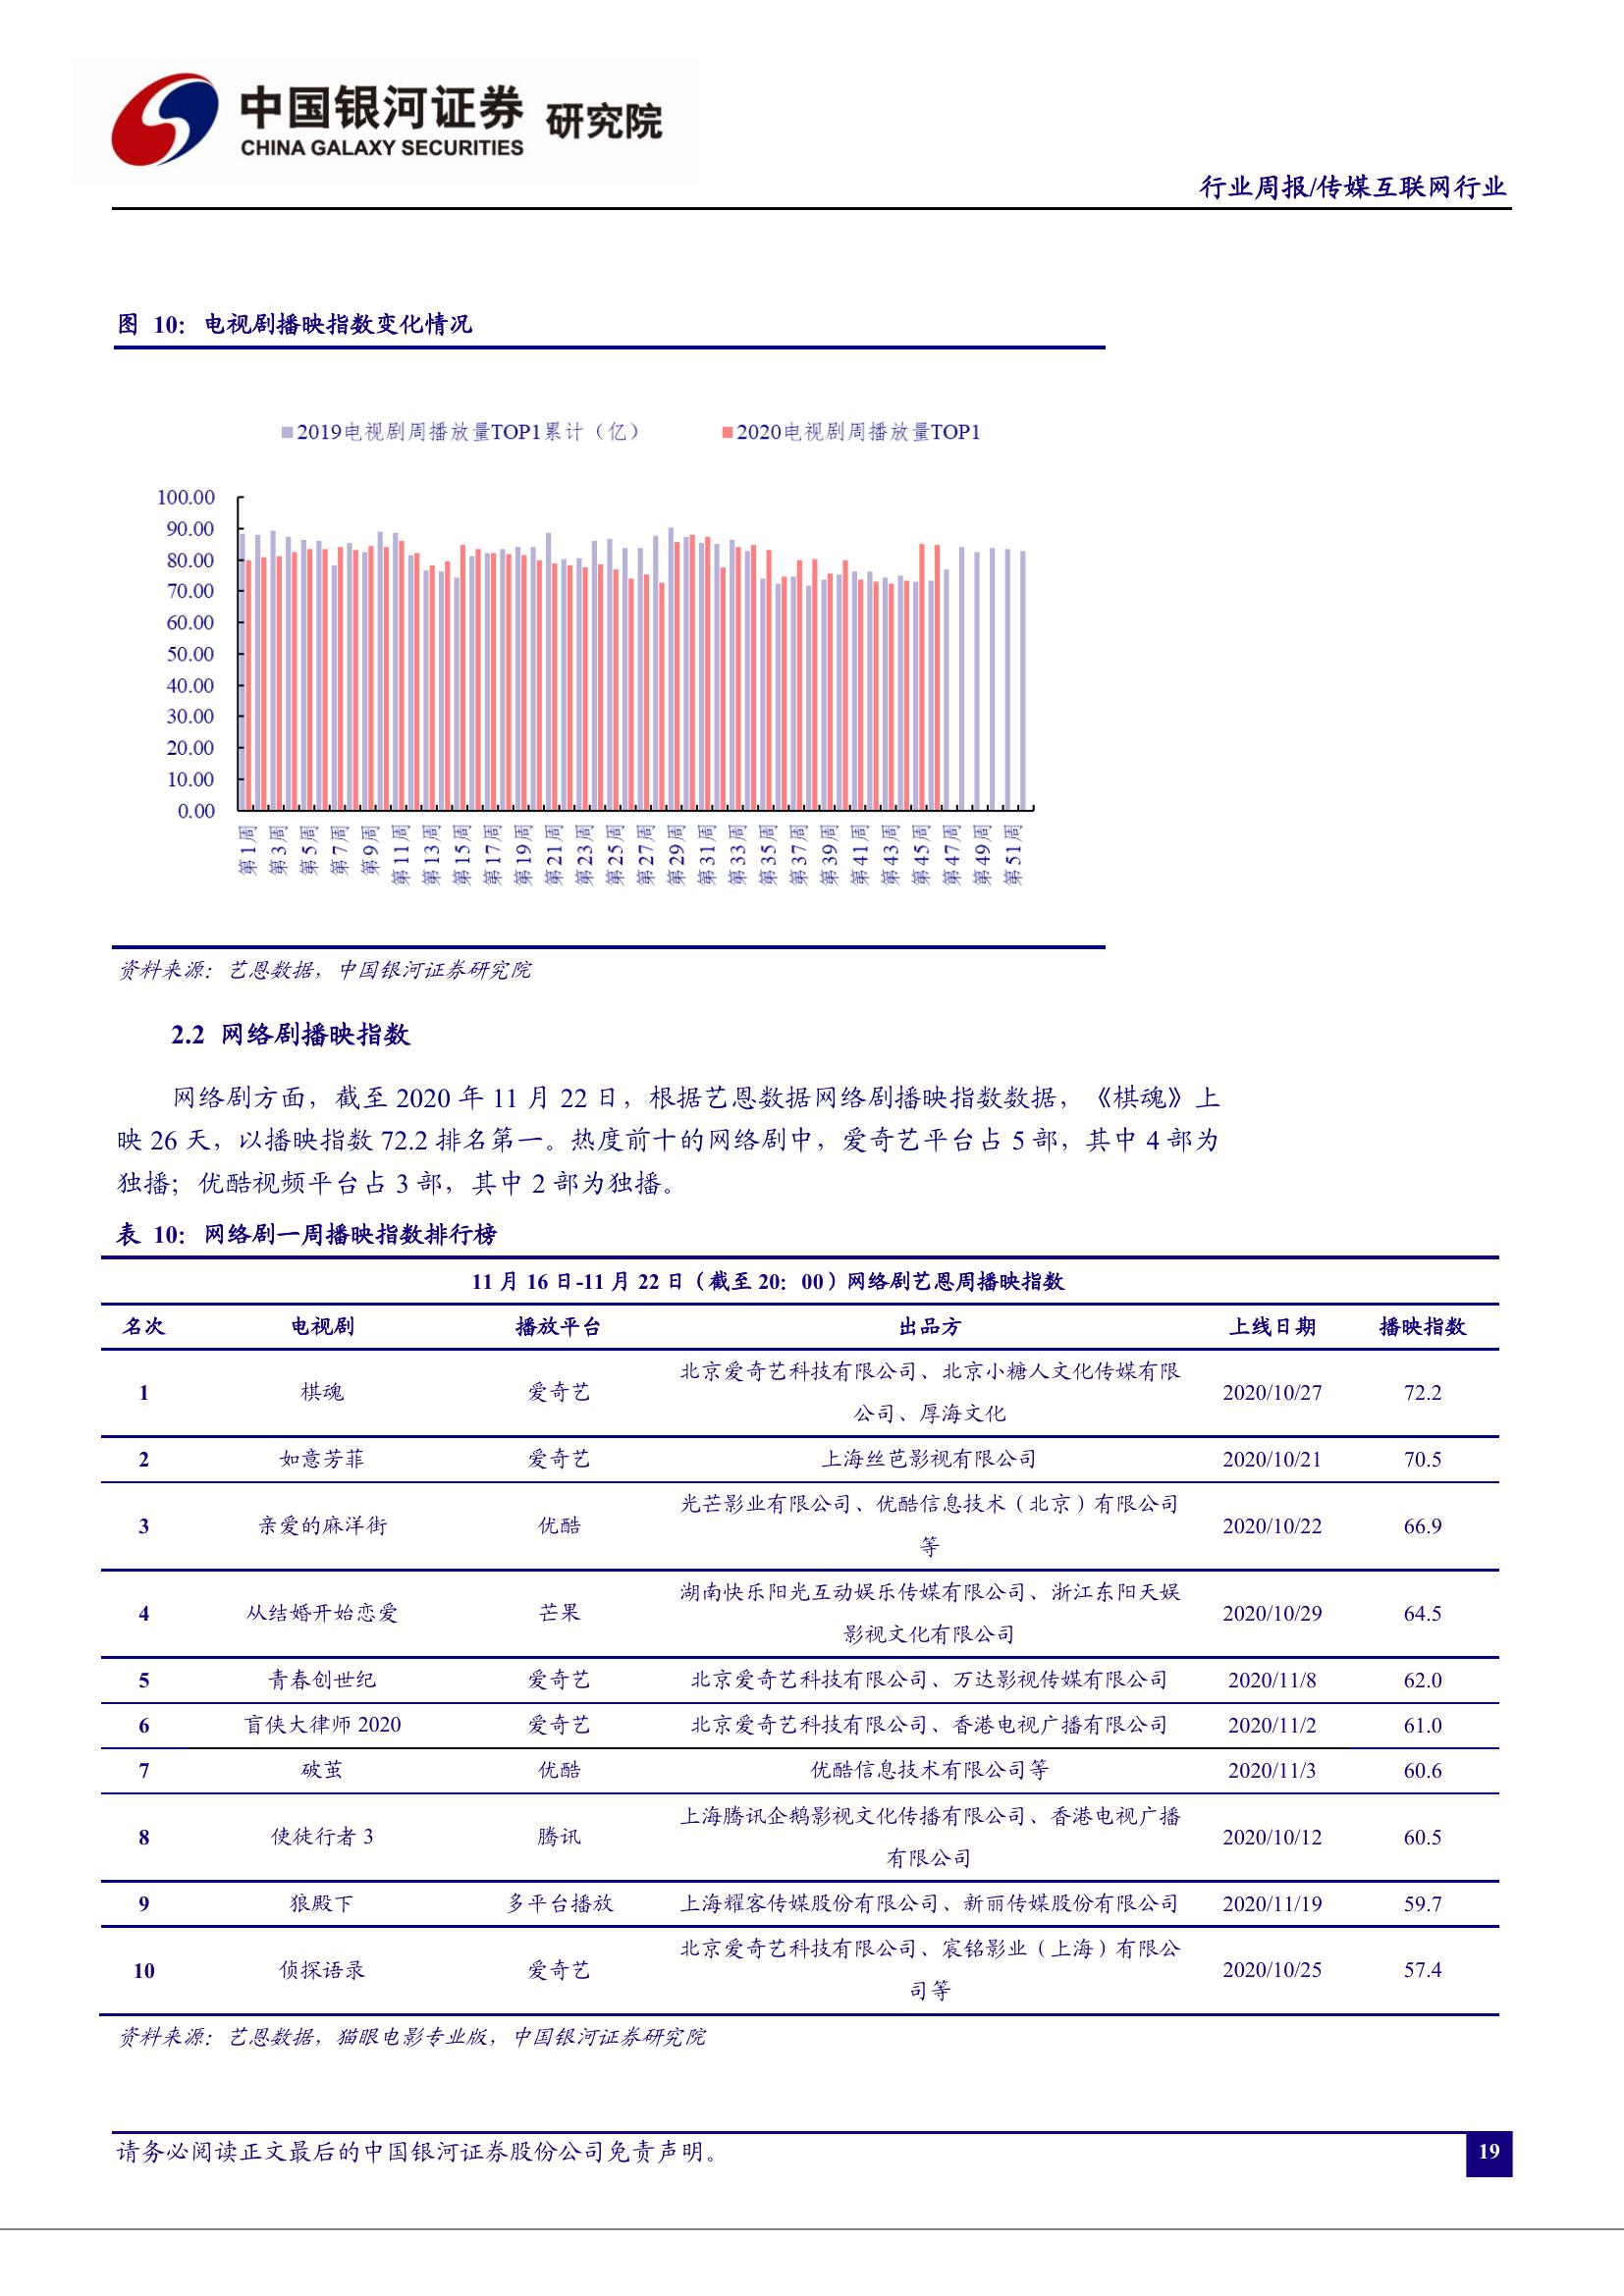 中国银河证券 研究院
CHINA GALAXY SECURITIES
行业周报/传媒互联网行业
图 10：电视剧播映指数变化情况
2019电视剧周播放量TOP1累计（亿） 2020电视剧周播放量TOP1
100.00
90.00
80.00
70.00
60.00
50.00
40.00
30.00
20.00
10.00
0.00
第1周 第3周 第5周 第7周 第9周 第11周 第13周 第15周 第17周 第19周 第21周 第23周 第25周 第27周 第29周 第31周 第33周 第35周 第37周 第39周 第41周 第43周 第45周 第47周 第49周 第51周
资料来源：艺恩数据，中国银河证券研究院
2.2 网络剧播映指数
网络剧方面，截至 2020 年 11 月 22 日，根据艺恩数据网络剧播映指数数据，《棋魂》上
映 26 天，以播映指数 72.2 排名第一。热度前十的网络剧中，爱奇艺平台占 5 部，其中 4 部为
独播；优酷视频平台占 3 部，其中 2 部为独播。
表 10：网络剧一周播映指数排行榜
11 月 16 日-11 月 22 日（截至 20：00）网络剧艺恩周播映指数
名次 电视剧 播放平台 出品方 上线日期 播映指数
北京爱奇艺科技有限公司、北京小糖人文化传媒有限
1 棋魂 爱奇艺 2020/10/27 72.2
公司、厚海文化
2 如意芳菲 爱奇艺 上海丝芭影视有限公司 2020/10/21 70.5
光芒影业有限公司、优酷信息技术（北京）有限公司
3 亲爱的麻洋街 优酷 2020/10/22 66.9
等
湖南快乐阳光互动娱乐传媒有限公司、浙江东阳天娱
4 从结婚开始恋爱 芒果 2020/10/29 64.5
影视文化有限公司
5 青春创世纪 爱奇艺 北京爱奇艺科技有限公司、万达影视传媒有限公司 2020/11/8 62.0
6 盲侠大律师 2020 爱奇艺 北京爱奇艺科技有限公司、香港电视广播有限公司 2020/11/2 61.0
7 破茧 优酷 优酷信息技术有限公司等 2020/11/3 60.6
上海腾讯企鹅影视文化传播有限公司、香港电视广播
8 使徒行者 3 腾讯 2020/10/12 60.5
有限公司
9 狼殿下 多平台播放 上海耀客传媒股份有限公司、新丽传媒股份有限公司 2020/11/19 59.7
北京爱奇艺科技有限公司、宸铭影业（上海）有限公
10 侦探语录 爱奇艺 2020/10/25 57.4
司等
资料来源：艺恩数据，猫眼电影专业版，中国银河证券研究院
请务必阅读正文最后的中国银河证券股份公司免责声明。
19